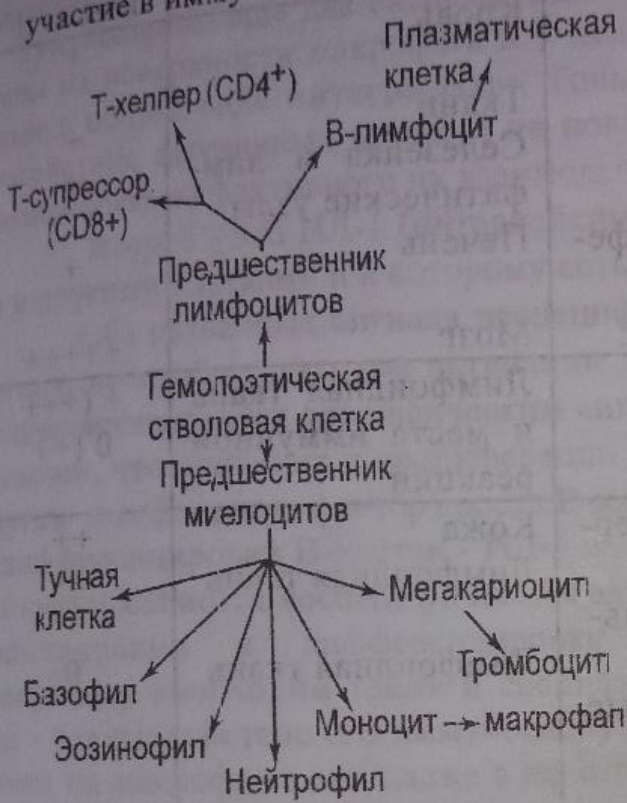 участие в
Плазматическая
клетка
Т-хелпер (CD4+)
В-лимфоцит
Т-супрессор.
(CD8+)
Предшественник
лимфоцитов
Гемопоэтическая
стволовая клетка
Предшественник
миелоцитов
Тучная
клетка
Мегакариоцит
Базофил
Тромбоцит
Эозинофил
Моноцит
макрофаг
Нейтрофил